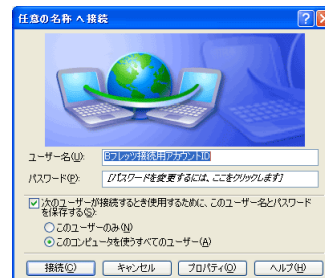 任意の名称 へ接続
ユーザー名(U):
Bフレッツ接続用アカウントID
パスワード(P):
[パスワードを変更するには、ここをクリックします]
次のユーザーが接続するとき使用するために、このユーザー名とパスワード
を保存する(S):
このユーザーのみ(N)
このコンピュータを使うすべてのユーザー(A)
接続(C)
キャンセル
プロパティ(O)
ヘルプ(H)